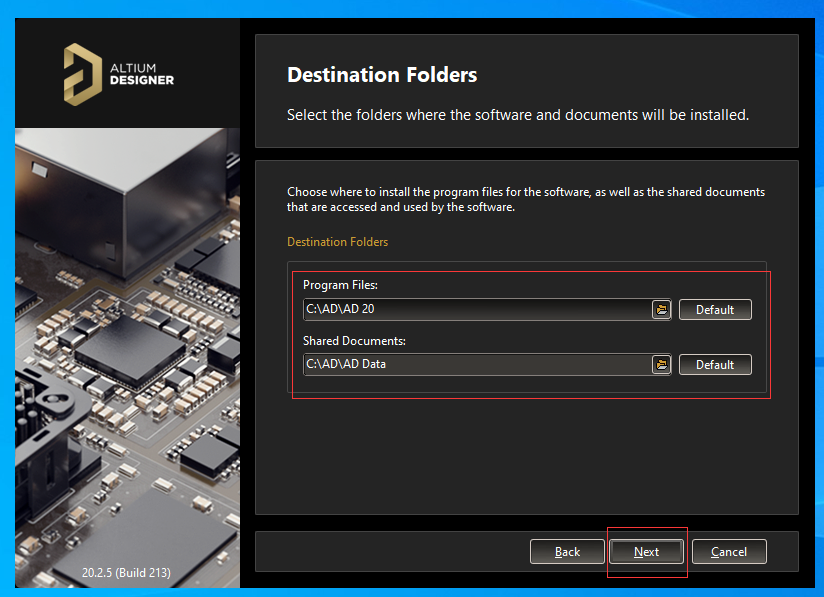 ALTIUM
DESIGNER
Destination Folders
Select the folders where the software and documents will be installed.
Choose where to install the program files for the software, as well as the shared documents
that are accessed and used by the software.
Destination Folders
Program Files:
C:\AD\AD 20
Default
Shared Documents:
C:\AD\AD Data
Default
20.2.5 (Build 213)
Back
Next
Cancel